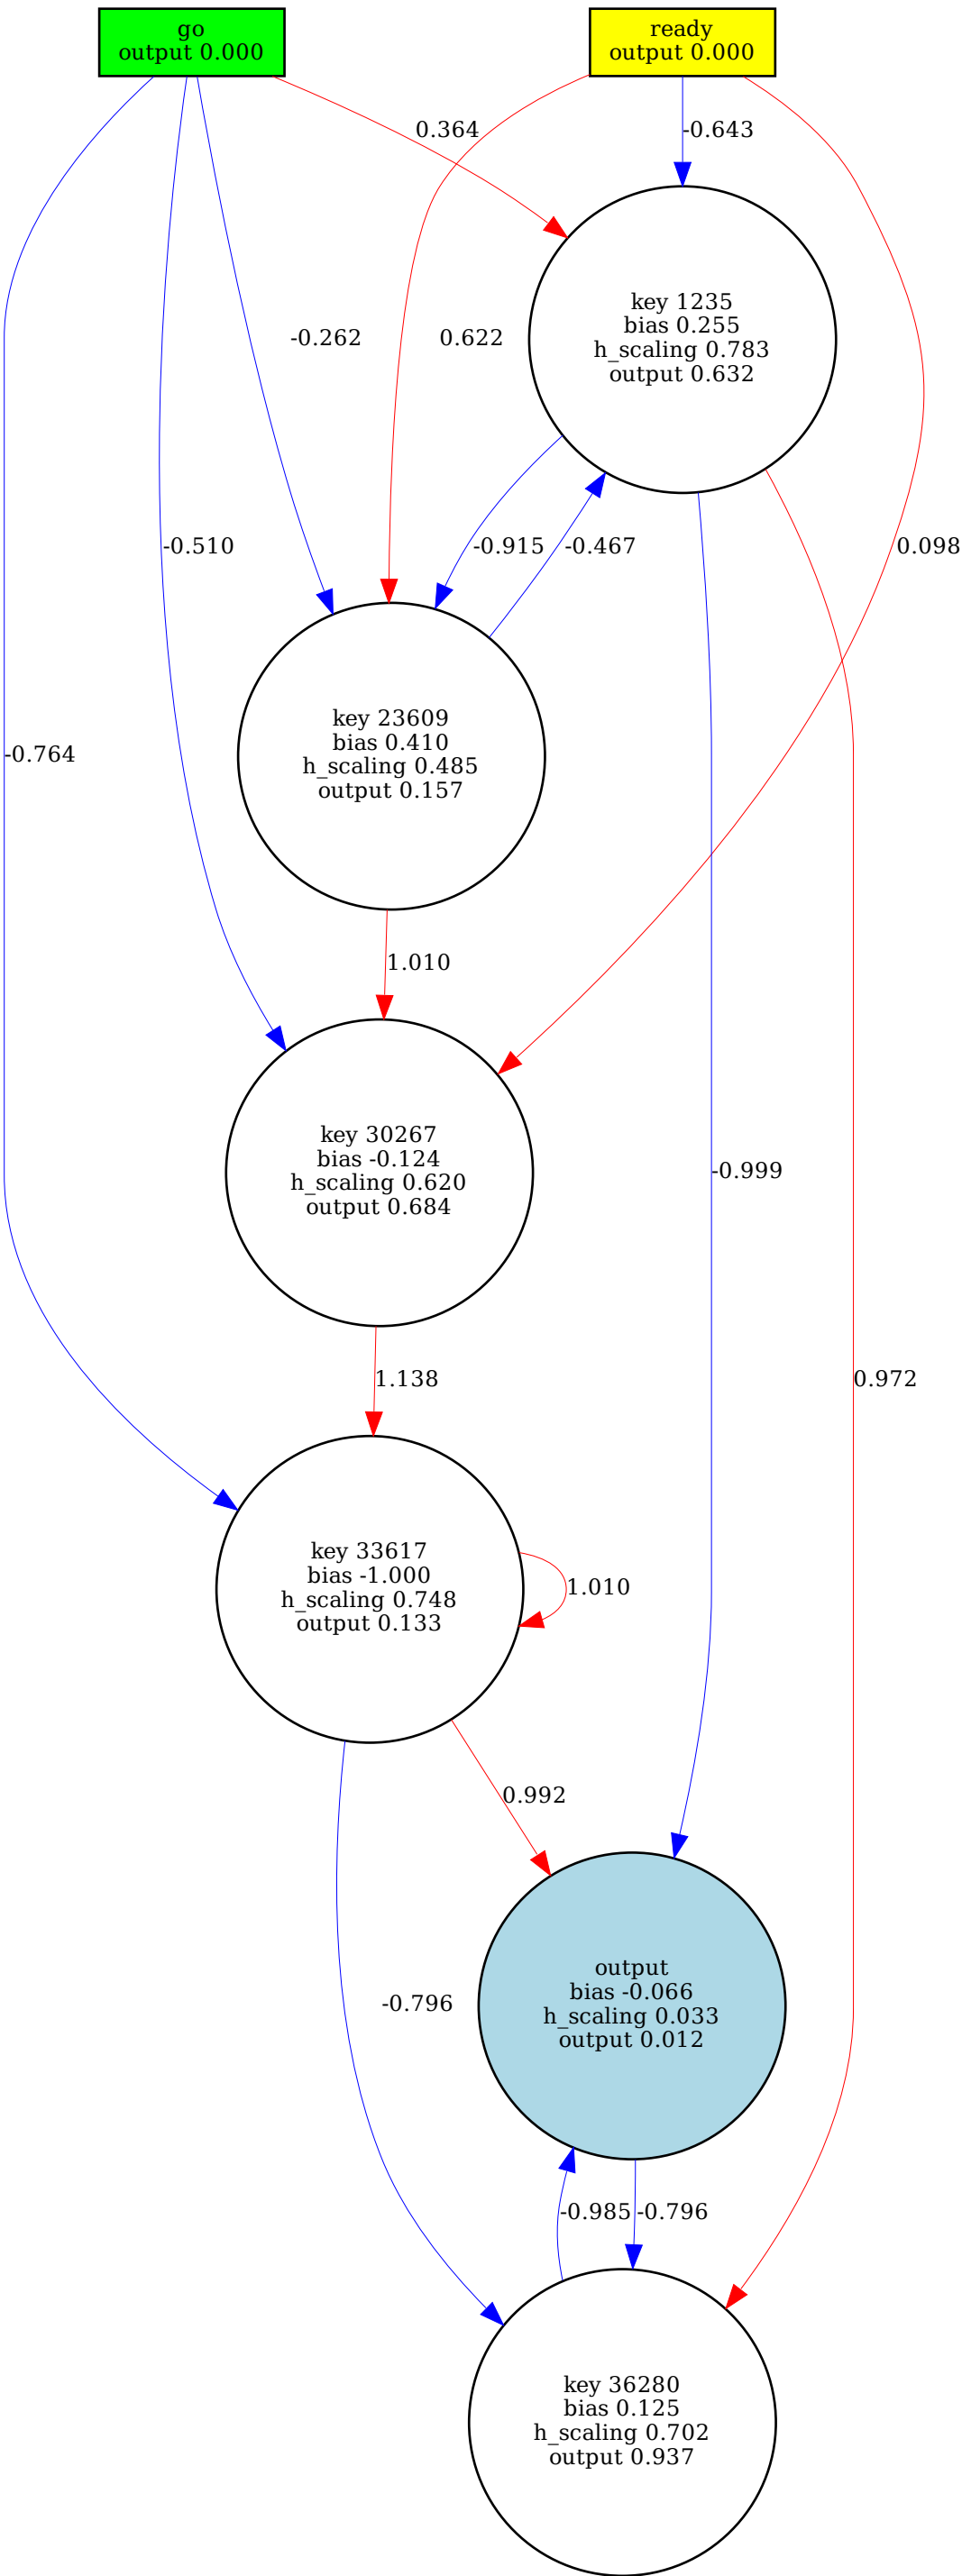 go
output 0.000
ready
output 0.000
0.364
-0.643
key 1235
bias 0.255
h_scaling 0.783
output 0.632
-0.262
0.622
-0.510
-0.915
-0.467
0.098
key 23609
bias 0.410
h_scaling 0.485
output 0.157
-0.764
1.010
key 30267
bias -0.124
h_scaling 0.620
output 0.684
-0.999
1.138
0.972
key 33617
bias -1.000
h_scaling 0.748
output 0.133
1.010
0.992
output
bias -0.066
h_scaling 0.033
output 0.012
-0.796
-0.985
-0.796
key 36280
bias 0.125
h_scaling 0.702
output 0.937